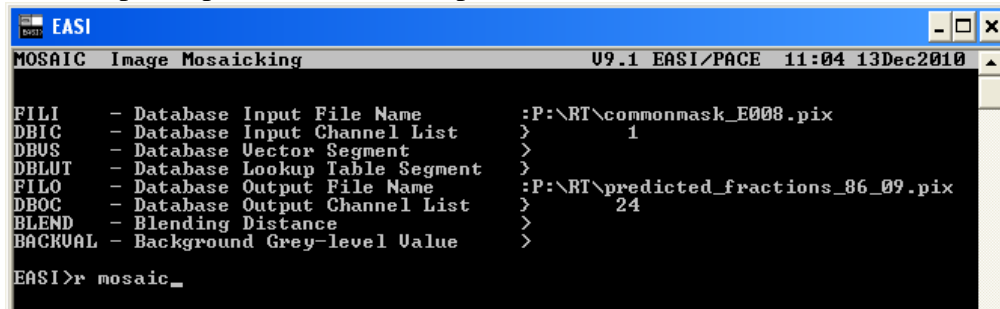 EASI
MOSAIC Image Mosaicking V9.1 EASI/PACE 11:04 13Dec2010
FILI - Database Input File Name :P:\RT\commonmask_E008.pix
DBIC - Database Input Channel List > 1
DBVS - Database Vector Segment >
DBLUT - Database Lookup Table Segment >
FILO - Database Output File Name :P:\RT\predicted_fractions_86_09.pix
DBOC - Database Output Channel List > 24
BLEND - Blending Distance >
BACKVAL - Background Grey-level Value >
EASI>r mosaic_